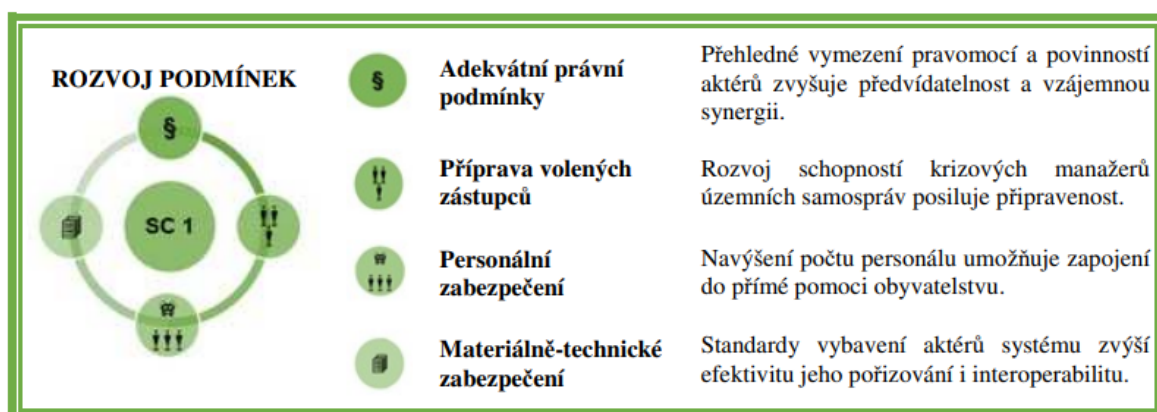 ROZVOJ PODMÍNEK
§
SC 1
§
Adekvátní právní
podmínky
Přehledné vymezení pravomocí a povinností
aktérů zvyšuje předvídatelnost a vzájemnou
synergii.
Příprava volených
zástupců
Rozvoj schopností krizových manažerů
územních samospráv posiluje připravenost.
Personální
zabezpečení
Navýšení počtu personálu umožňuje zapojení
do přímé pomoci obyvatelstvu.
Materiálně-technické
zabezpečení
Standardy vybavení aktérů systému zvýší
efektivitu jeho pořizování i interoperabilitu.